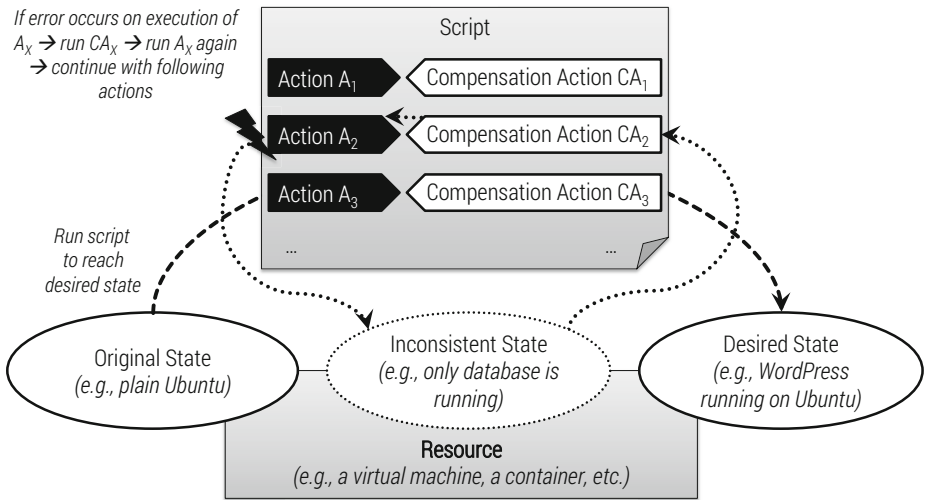 If error occurs on execution of
Aₓ → run CAₓ → run Aₓ again
→ continue with following
actions
Script
Action A₁
Compensation Action CA₁
Action A₂
Compensation Action CA₂
Action A₃
Compensation Action CA₃
... ...
Run script
to reach
desired state
Original State
(e.g., plain Ubuntu)
Inconsistent State
(e.g., only database is
running)
Desired State
(e.g., WordPress
running on Ubuntu)
Resource
(e.g., a virtual machine, a container, etc.)